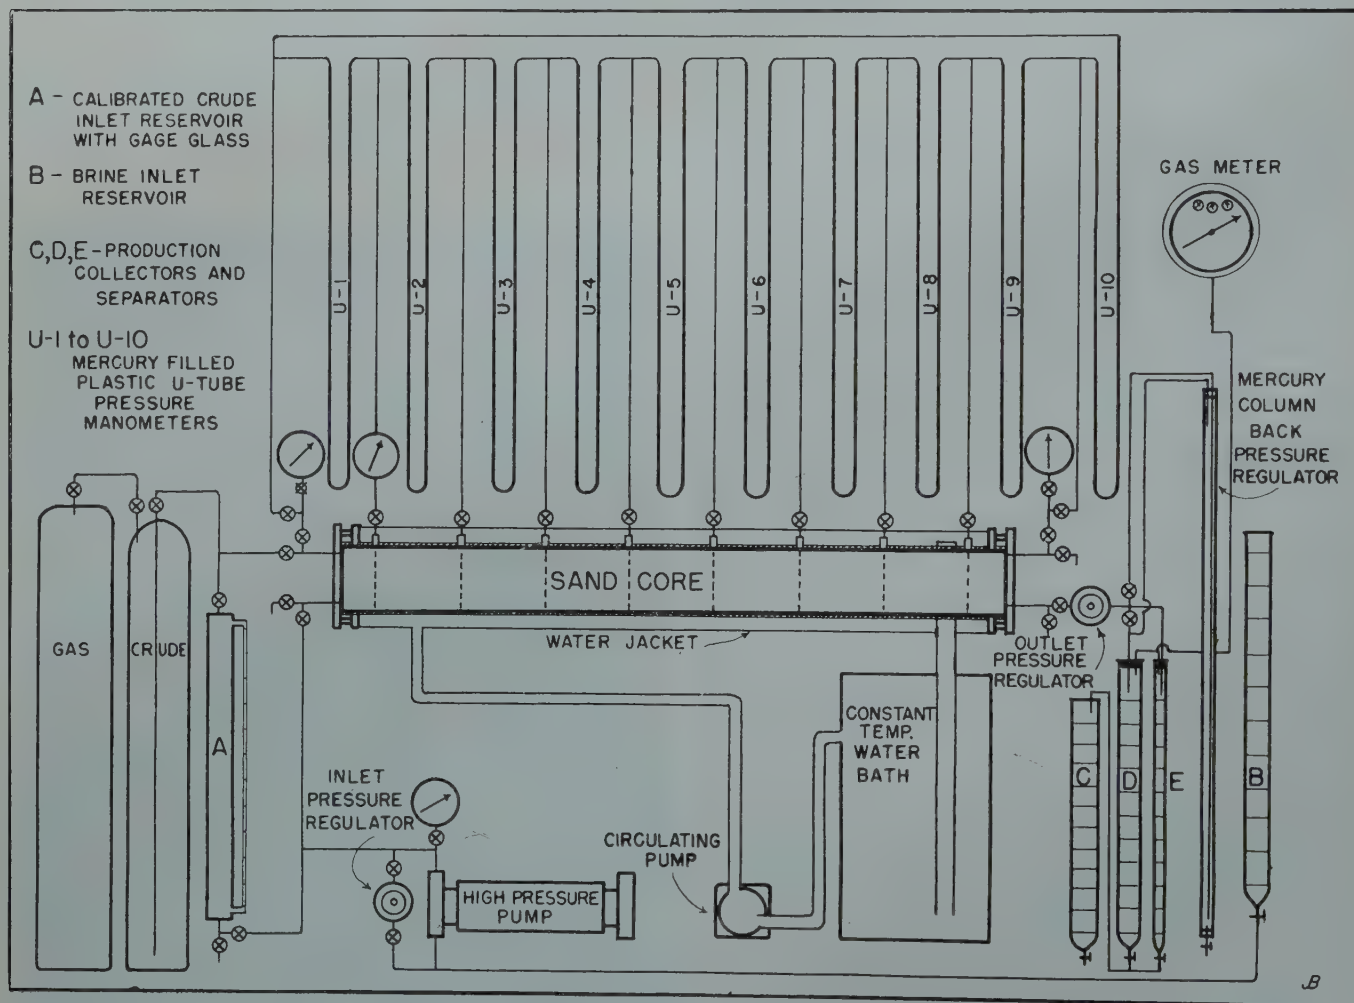 A - CALIBRATED CRUDE
INLET RESERVOIR
WITH GAGE GLASS
B - BRINE INLET
RESERVOIR
C,D,E - PRODUCTION
COLLECTORS AND
SEPARATORS
U-1 to U-10
MERCURY FILLED
PLASTIC U-TUBE
PRESSURE
MANOMETERS
U-1
U-2
U-3
U-4
U-5
U-6
U-7
U-8
U-9
U-10
GAS METER
MERCURY
COLUMN
BACK
PRESSURE
REGULATOR
GAS
CRUDE
A
SAND CORE
WATER JACKET
OUTLET
PRESSURE
REGULATOR
CONSTANT
TEMP.
WATER
BATH
INLET
PRESSURE
REGULATOR
HIGH PRESSURE
PUMP
CIRCULATING
PUMP
C
D
E
B
JB